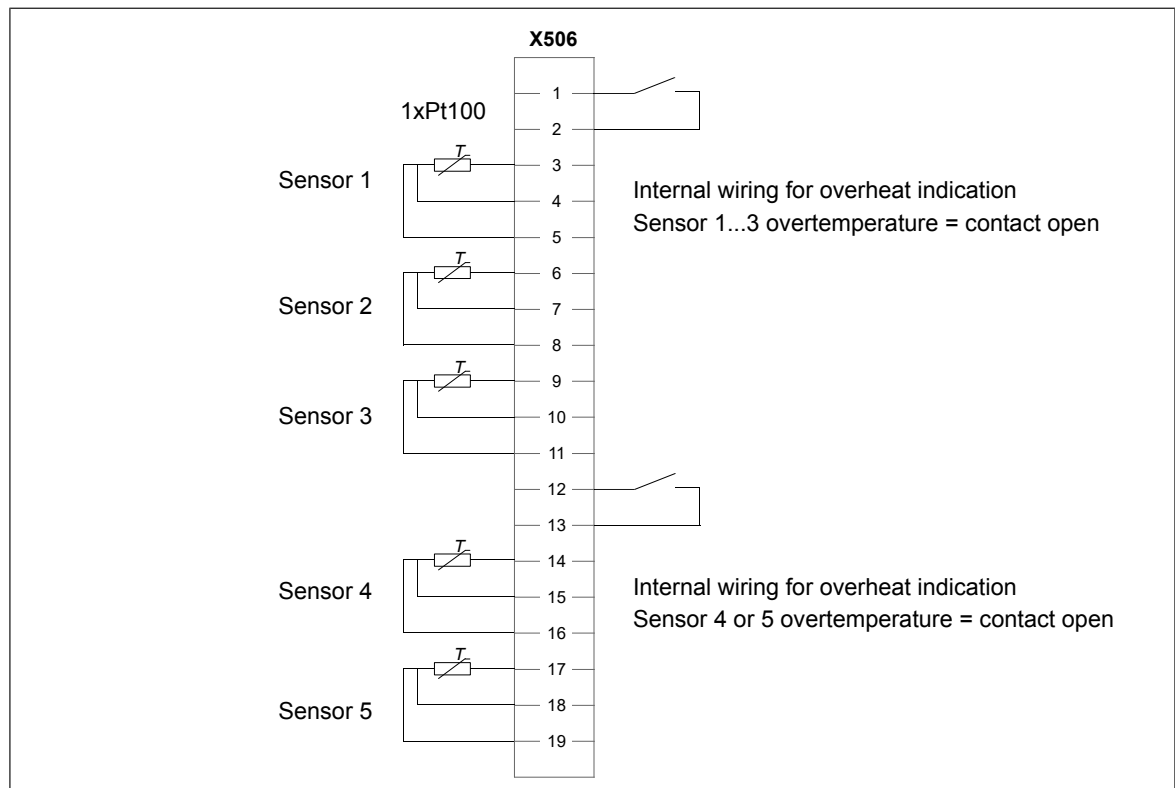 X506
1
1xPt100
2
T
Sensor 1
3
Internal wiring for overheat indication
4
Sensor 1...3 overtemperature = contact open
5
T
6
Sensor 2
7
8
T
9
Sensor 3
10
11
12
13
T
14
Sensor 4
15
Internal wiring for overheat indication
16
Sensor 4 or 5 overtemperature = contact open
T
17
Sensor 5
18
19